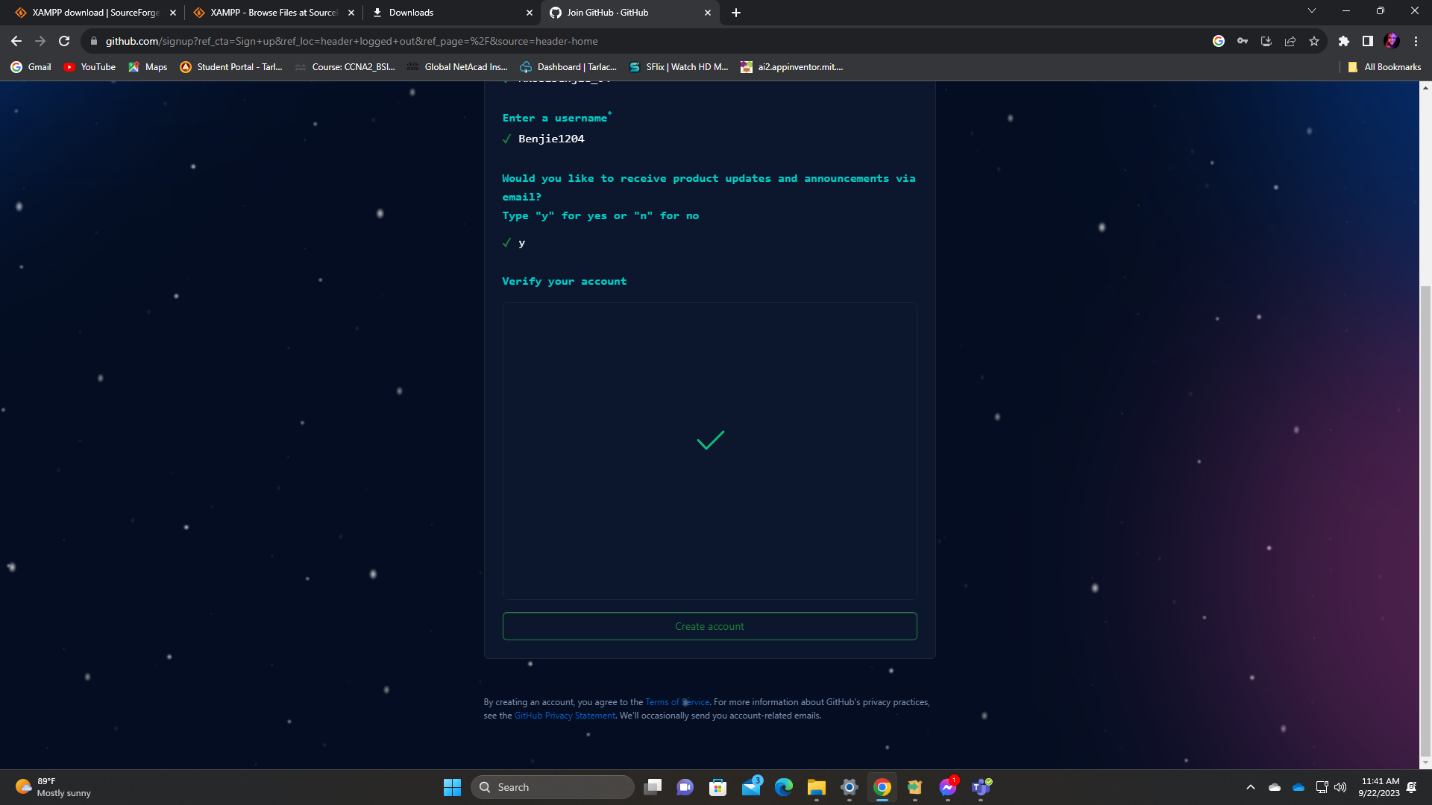 XAMPP download | SourceForge
XAMPP - Browse Files at SourceF
Downloads
Join GitHub · GitHub
github.com/signup?ref_cta=Sign+up&ref_loc=header+logged+out&ref_page=%2F&source=header-home
Gmail
YouTube
Maps
Student Portal - Tarl...
Course: CCNA2_BSI...
Global NetAcad Ins...
Dashboard | Tarlac...
SFlix | Watch HD M...
ai2.appinventor.mit....
All Bookmarks
Enter a username*
✓ Benjie1204
Would you like to receive product updates and announcements via
email?
Type "y" for yes or "n" for no
✓ y
Verify your account
Create account
By creating an account, you agree to the Terms of Service. For more information about GitHub's privacy practices,
see the GitHub Privacy Statement. We'll occasionally send you account-related emails.
89°F
Mostly sunny
Search
3
1
11:41 AM
9/22/2023